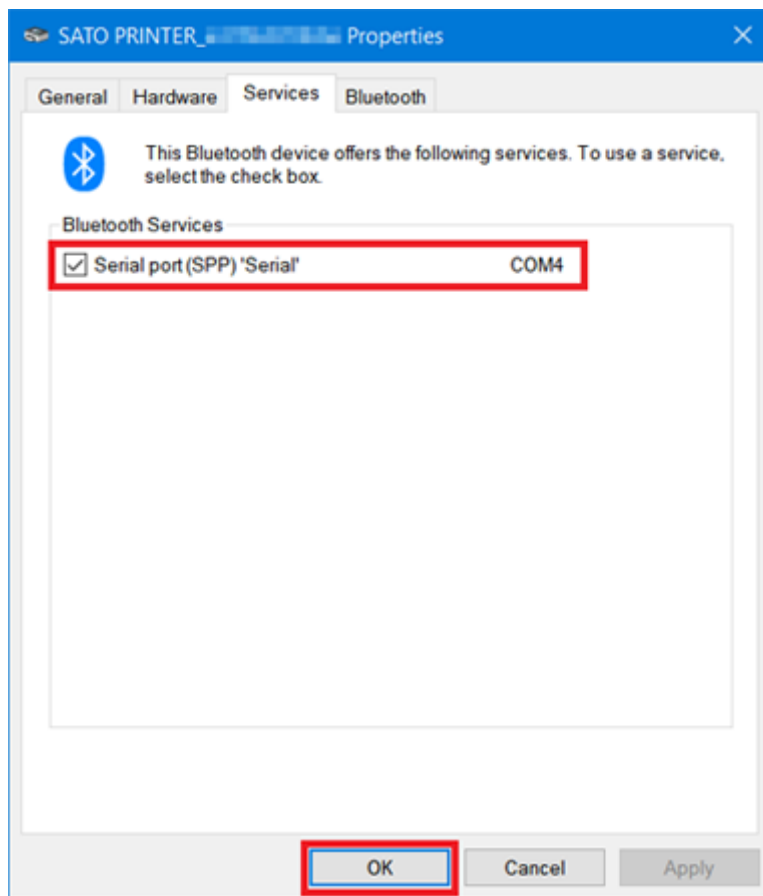 SATO PRINTER_ Properties
General Hardware Services Bluetooth
This Bluetooth device offers the following services. To use a service,
select the check box.
Bluetooth Services
Serial port (SPP) 'Serial' COM4
OK Cancel Apply